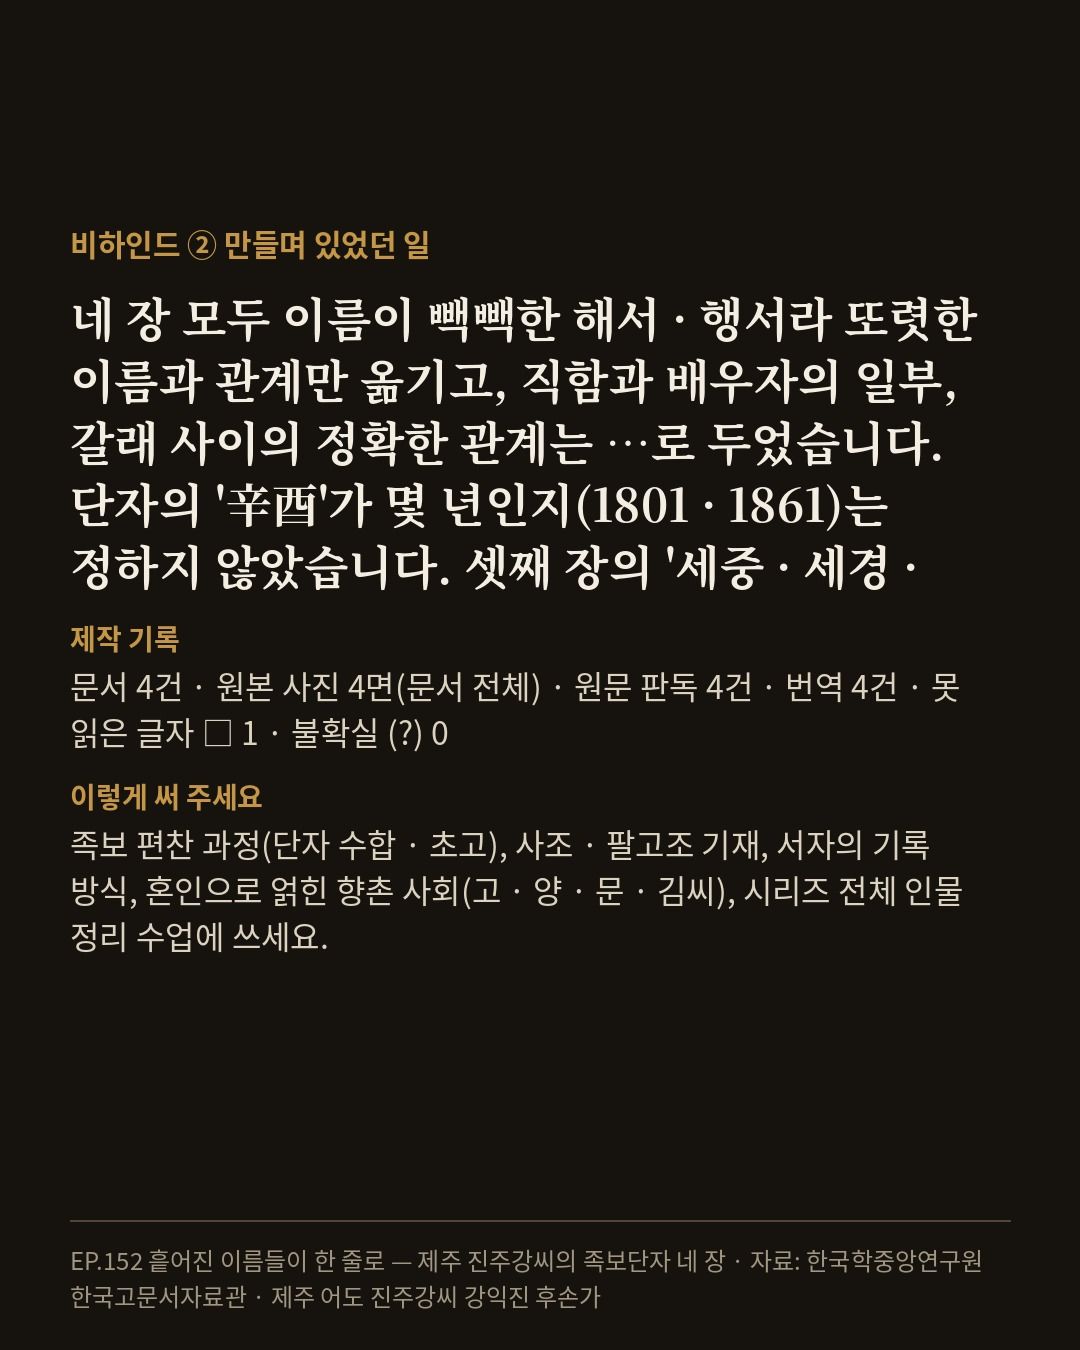 비하인드 ② 만들며 있었던 일
네 장 모두 이름이 빽빽한 해서 · 행서라 또렷한
이름과 관계만 옮기고, 직함과 배우자의 일부,
갈래 사이의 정확한 관계는 …로 두었습니다.
단자의 '辛酉'가 몇 년인지(1801 · 1861)는
정하지 않았습니다. 셋째 장의 '세중 · 세경 ·
제작 기록
문서 4건 · 원본 사진 4면(문서 전체) · 원문 판독 4건 · 번역 4건 · 못
읽은 글자 □ 1 · 불확실 (?) 0
이렇게 써 주세요
족보 편찬 과정(단자 수합 · 초고), 사조 · 팔고조 기재, 서자의 기록
방식, 혼인으로 얽힌 향촌 사회(고 · 양 · 문 · 김씨), 시리즈 전체 인물
정리 수업에 쓰세요.
EP.152 흩어진 이름들이 한 줄로 — 제주 진주강씨의 족보단자 네 장 · 자료: 한국학중앙연구원
한국고문서자료관 · 제주 어도 진주강씨 강익진 후손가